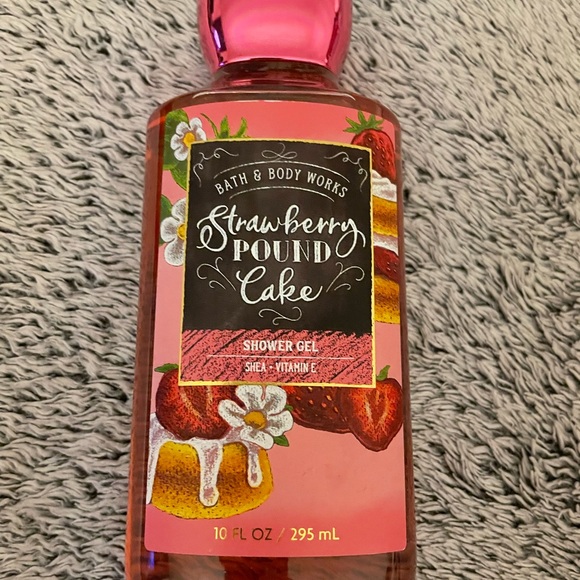 BATH & BODY WORKS
Strawberry
POUND
Cake
SHOWER GEL
SHEA • VITAMIN E
10 FL OZ / 295 mL